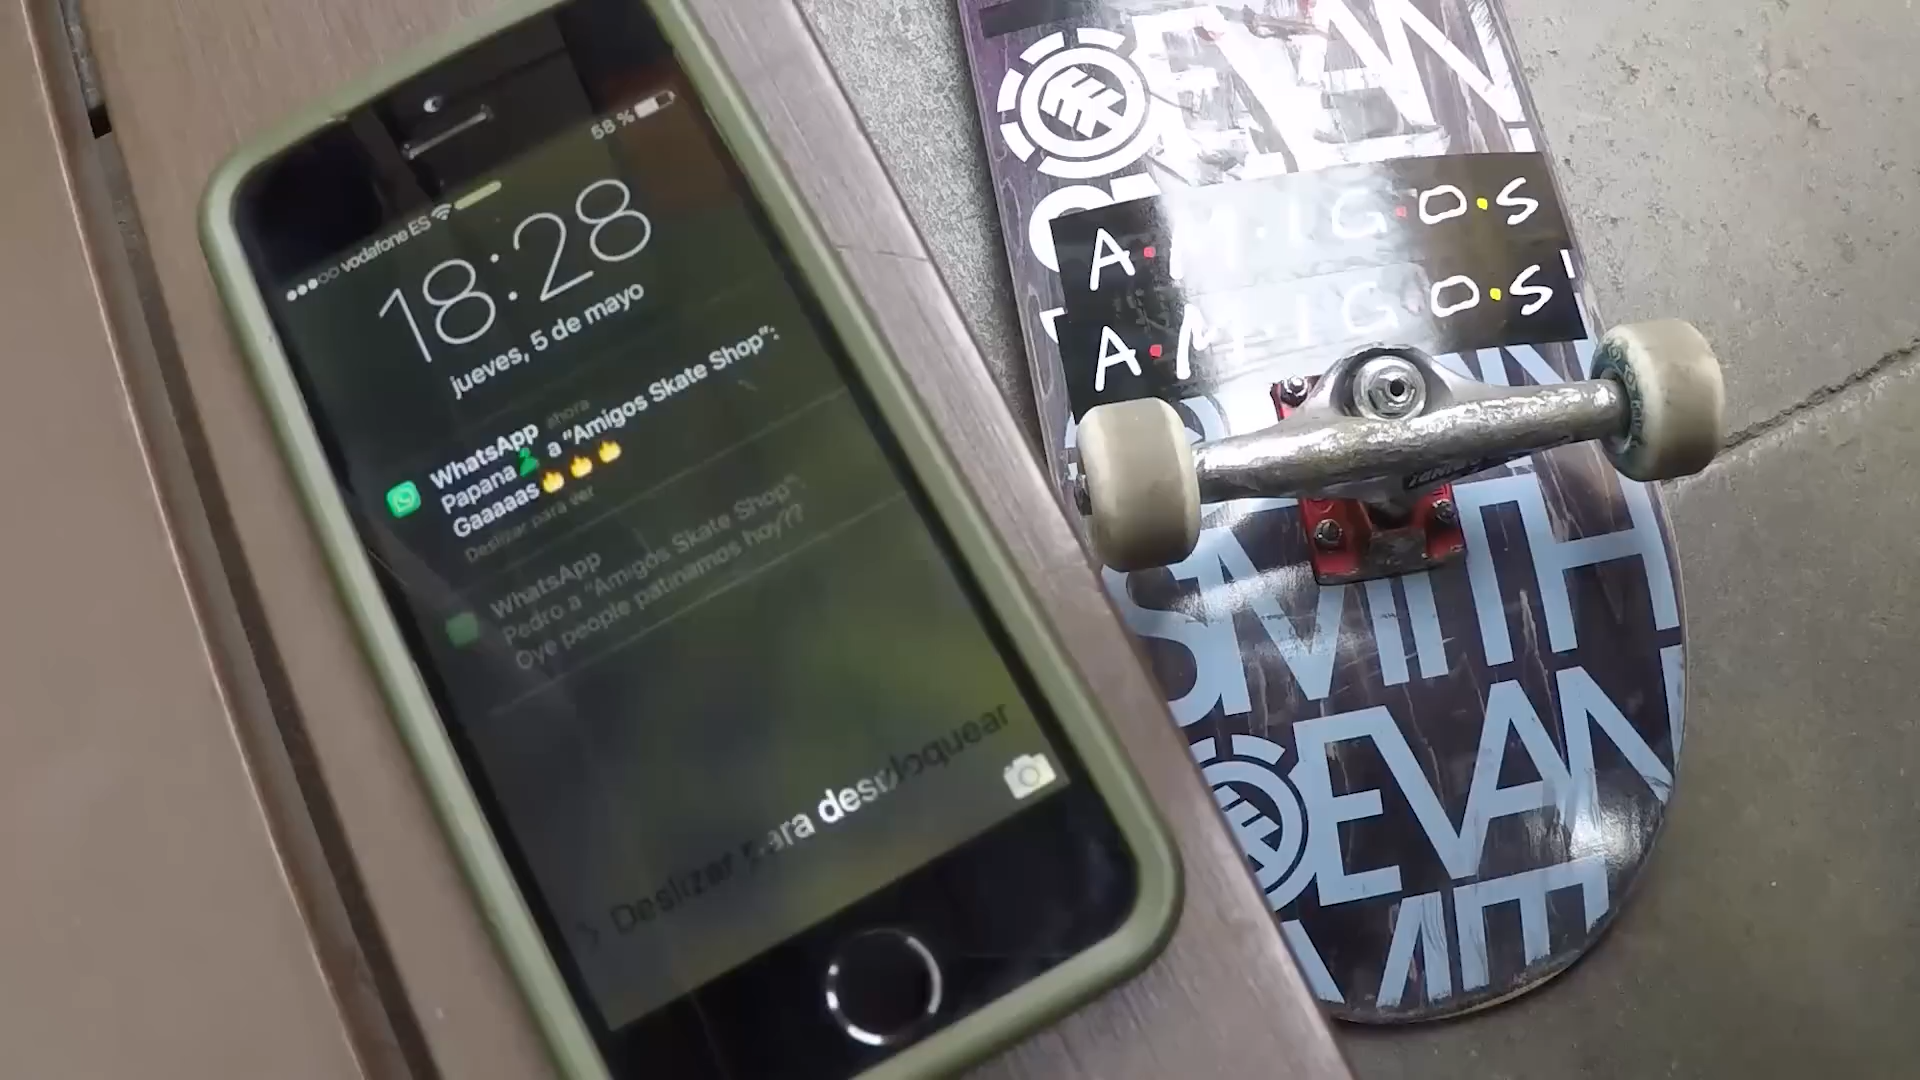 vodafone ES
68 %
18:28
jueves, 5 de mayo
WhatsApp ahora
Papana a "Amigos Skate Shop":
Gaaaaas🔥🔥🔥
Deslizar para ver
WhatsApp
Pedro a "Amigos Skate Shop":
Oye people patinamos hoy??
Deslizar para desbloquear
EVAN
A·M·I G·O·S
A·M·I G·O·S
SMITH
EVAN